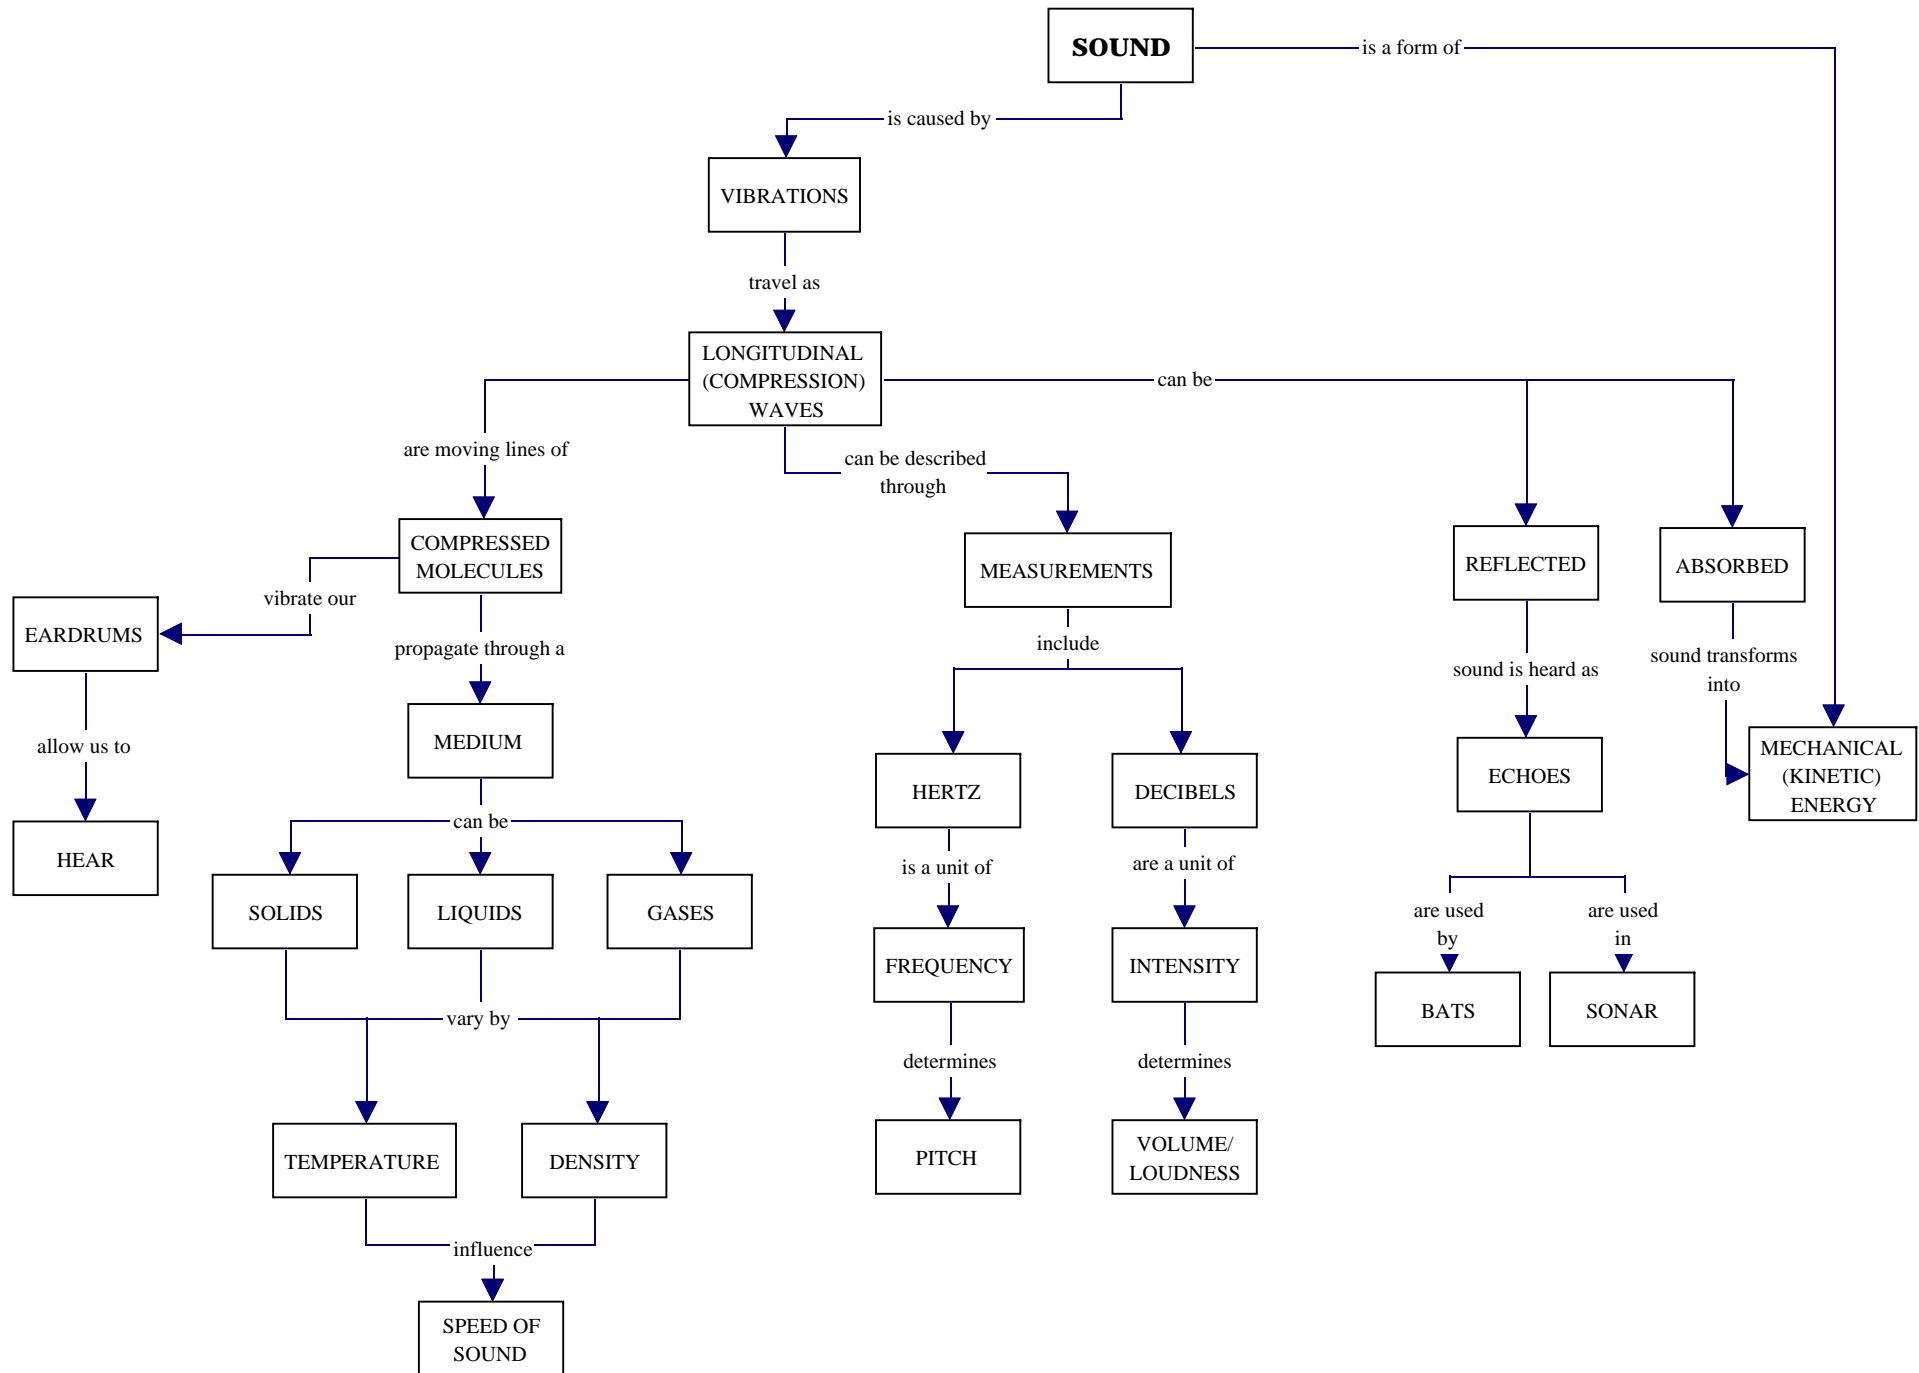 SOUND
is a form of
is caused by
VIBRATIONS
travel as
LONGITUDINAL
(COMPRESSION)
WAVES
can be
are moving lines of
can be described
through
COMPRESSED
MOLECULES
MEASUREMENTS
REFLECTED
ABSORBED
vibrate our
EARDRUMS
propagate through a
include
sound is heard as
sound transforms
into
allow us to
MEDIUM
HERTZ
DECIBELS
ECHOES
MECHANICAL
(KINETIC)
ENERGY
HEAR
can be
is a unit of
are a unit of
SOLIDS
LIQUIDS
GASES
are used
by
are used
in
FREQUENCY
INTENSITY
vary by
BATS
SONAR
determines
determines
TEMPERATURE
DENSITY
PITCH
VOLUME/
LOUDNESS
influence
SPEED OF
SOUND